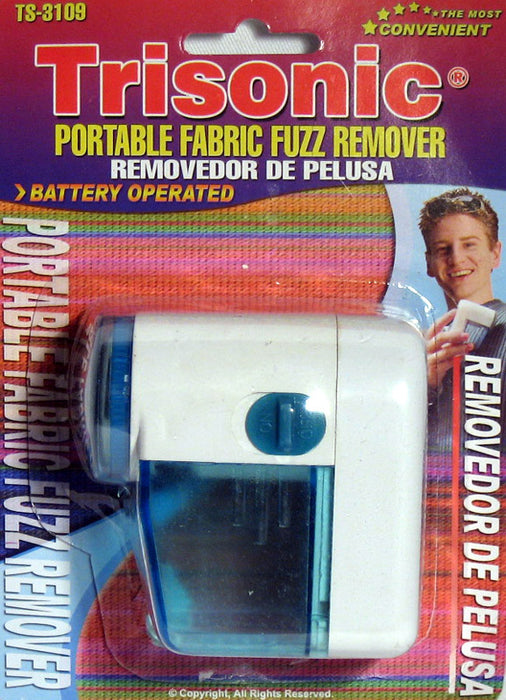 TS-3109
THE MOST
CONVENIENT
Trisonic®
PORTABLE FABRIC FUZZ REMOVER
REMOVEDOR DE PELUSA
BATTERY OPERATED
PORTABLE FABRIC FUZZ REMOVER
REMOVEDOR DE PELUSA
© Copyright, All Rights Reserved.